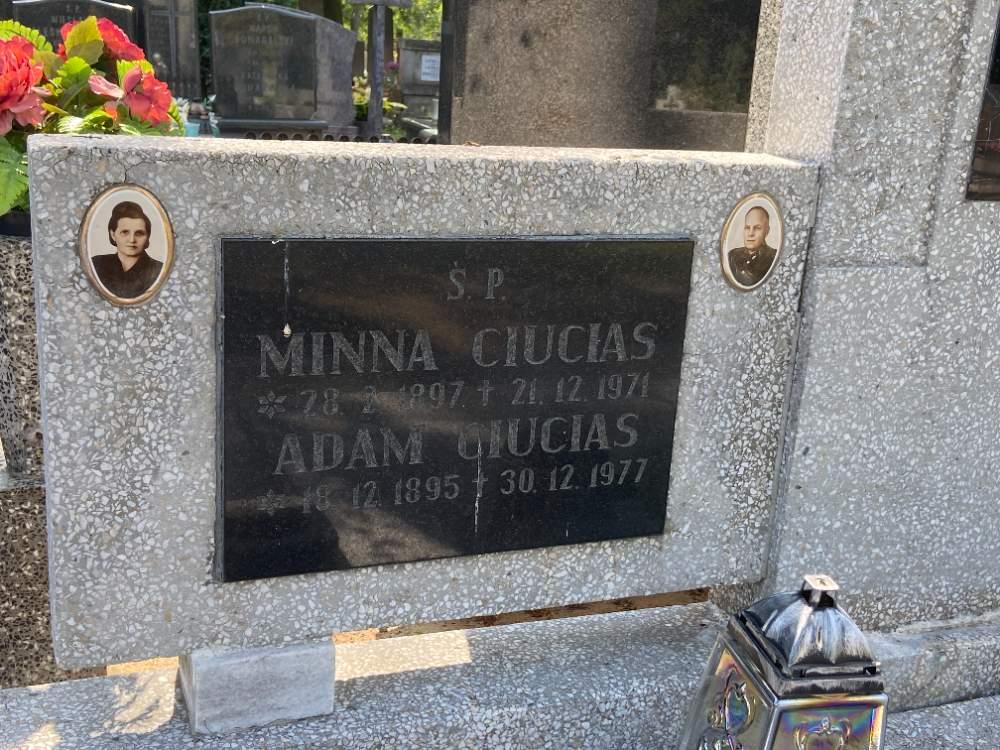 Ś. P.
MINNA CIUCIAS
* 28. 2. 1897. + 21. 12. 1971
ADAM CIUCIAS
* 18. 12. 1895 + 30. 12. 1977